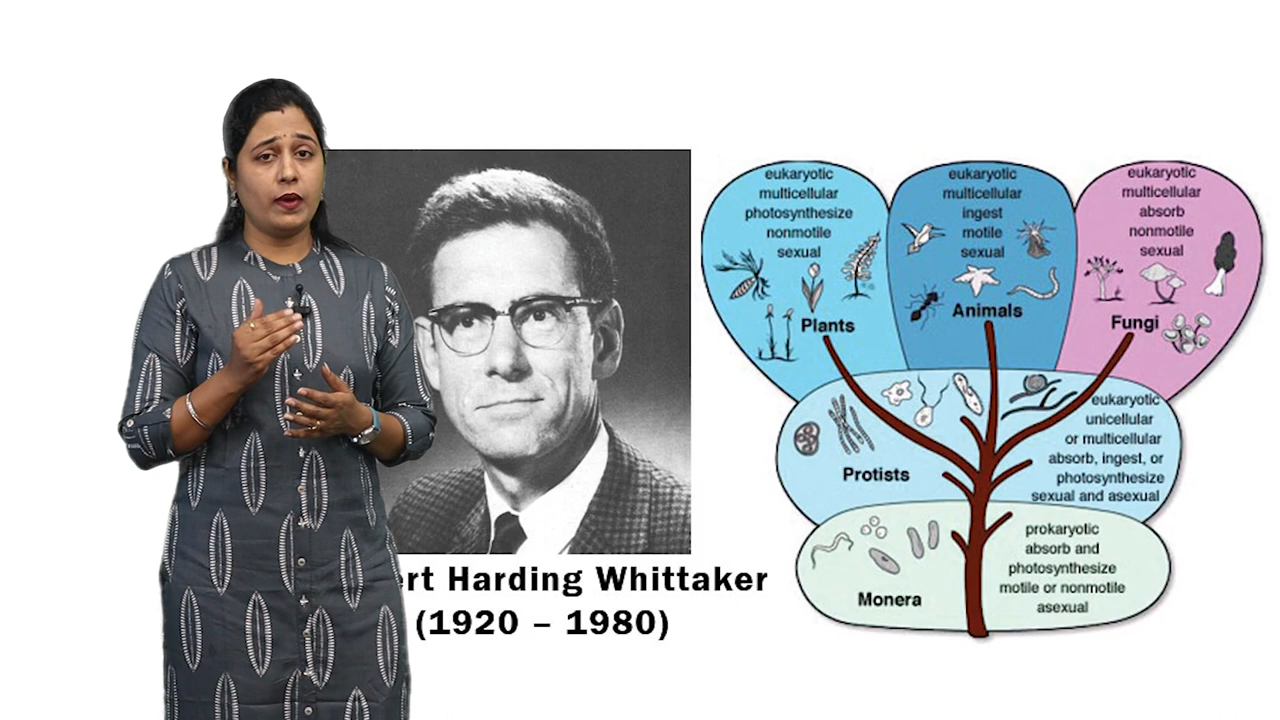 Harding Whittaker
(1920 – 1980)
eukaryotic
multicellular
photosynthesize
nonmotile
sexual
Plants
eukaryotic
multicellular
ingest
motile
sexual
Animals
eukaryotic
multicellular
absorb
nonmotile
sexual
Fungi
eukaryotic
unicellular
or multicellular
absorb, ingest, or
photosynthesize
sexual and asexual
Protists
prokaryotic
absorb and
photosynthesize
motile or nonmotile
asexual
Monera